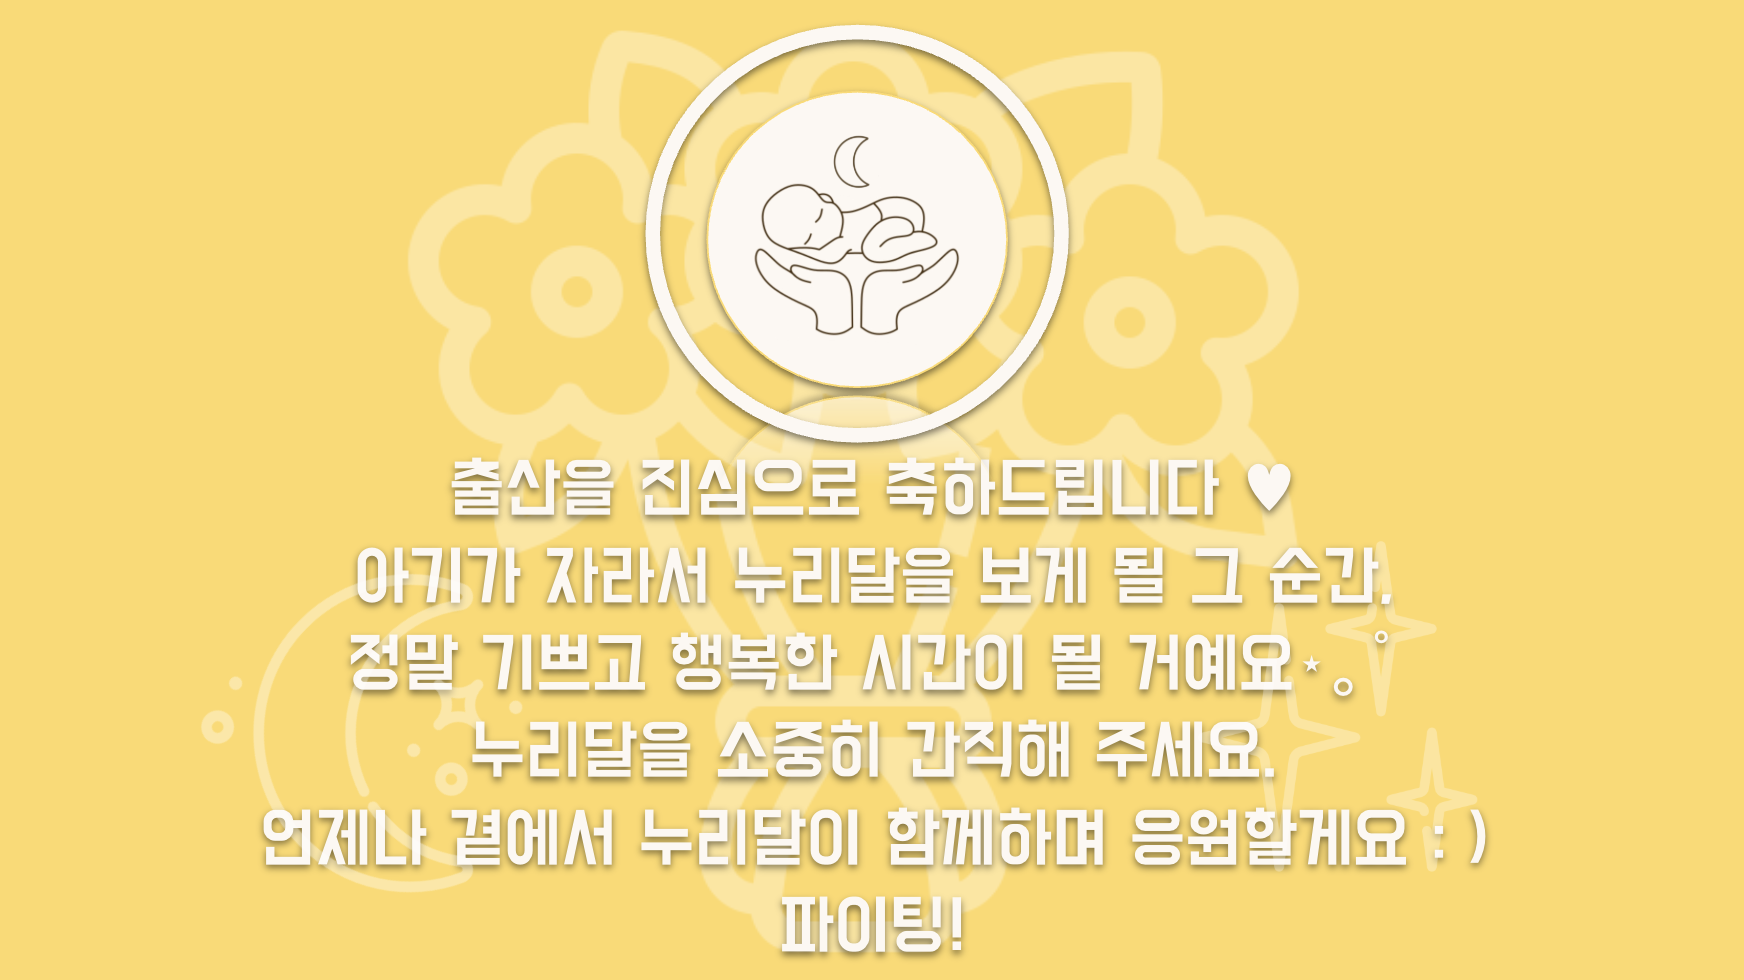 출산을 진심으로 축하드립니다 ♥
아기가 자라서 누리달을 보게 될 그 순간,
정말 기쁘고 행복한 시간이 될 거예요⋆｡˚
누리달을 소중히 간직해 주세요.
언제나 곁에서 누리달이 함께하며 응원할게요 : )
파이팅!